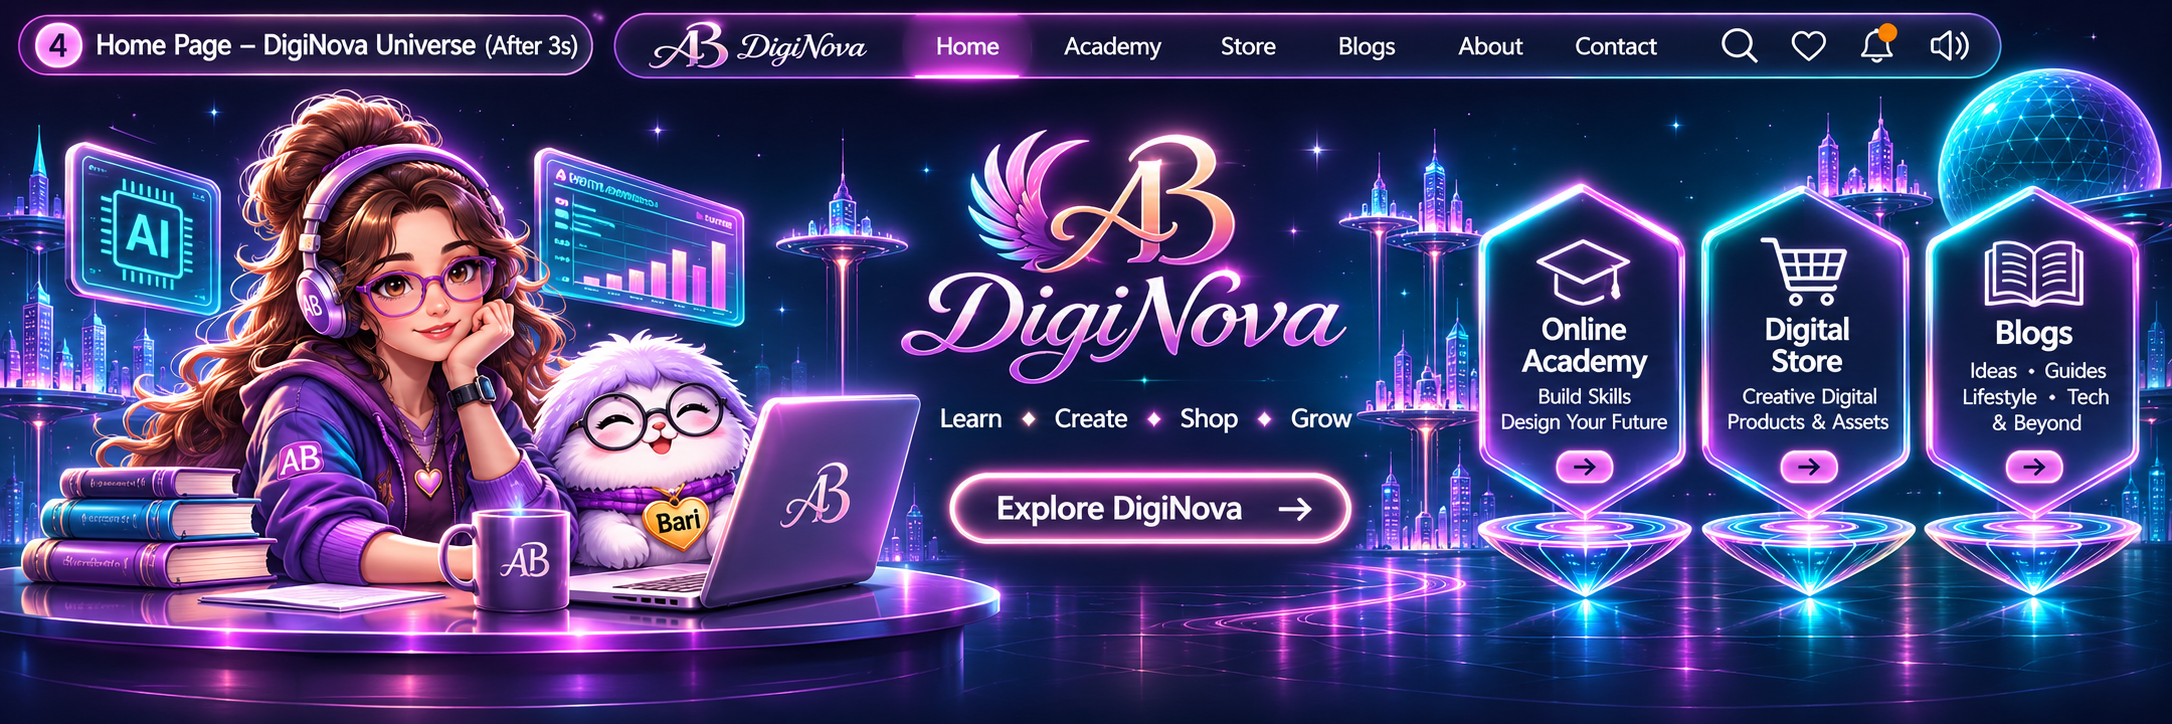 4 Home Page – DigiNova Universe (After 3s)
AB DigiNova
Home
Academy
Store
Blogs
About
Contact
AI
AB
AB
AB
Bari
AB
AB
DigiNova
Learn ✦ Create ✦ Shop ✦ Grow
Explore DigiNova →
Online
Academy
Build Skills
Design Your Future
→
Digital
Store
Creative Digital
Products & Assets
→
Blogs
Ideas • Guides
Lifestyle • Tech
& Beyond
→